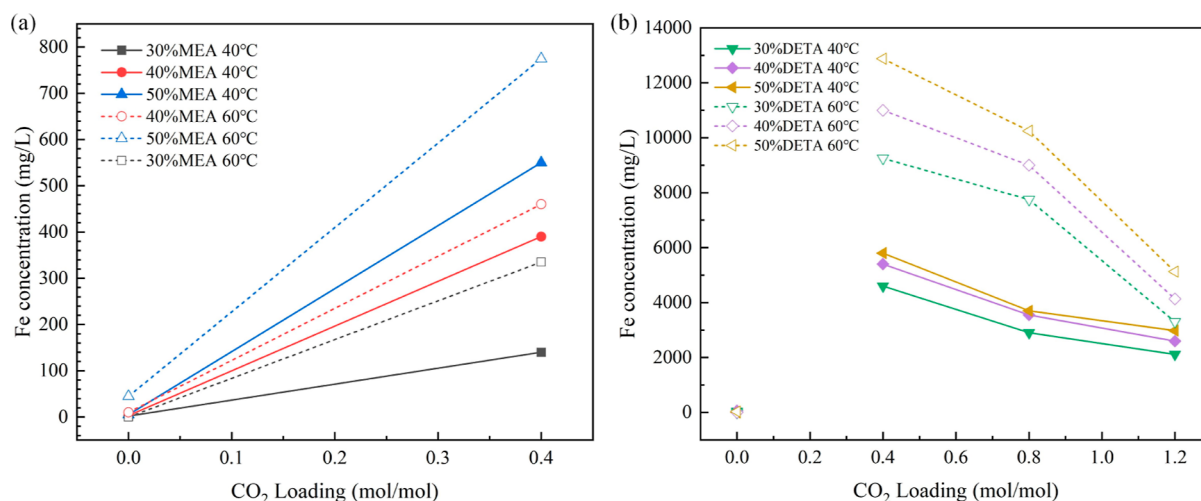 (a)
Fe concentration (mg/L)
800
700
600
500
400
300
200
100
0
30%MEA 40℃
40%MEA 40℃
50%MEA 40℃
40%MEA 60℃
50%MEA 60℃
30%MEA 60℃
0.0 0.1 0.2 0.3 0.4
CO₂ Loading (mol/mol)
(b)
Fe concentration (mg/L)
14000
12000
10000
8000
6000
4000
2000
0
30%DETA 40℃
40%DETA 40℃
50%DETA 40℃
30%DETA 60℃
40%DETA 60℃
50%DETA 60℃
0.0 0.4 0.6 0.8 1.0 1.2
CO₂ Loading (mol/mol)